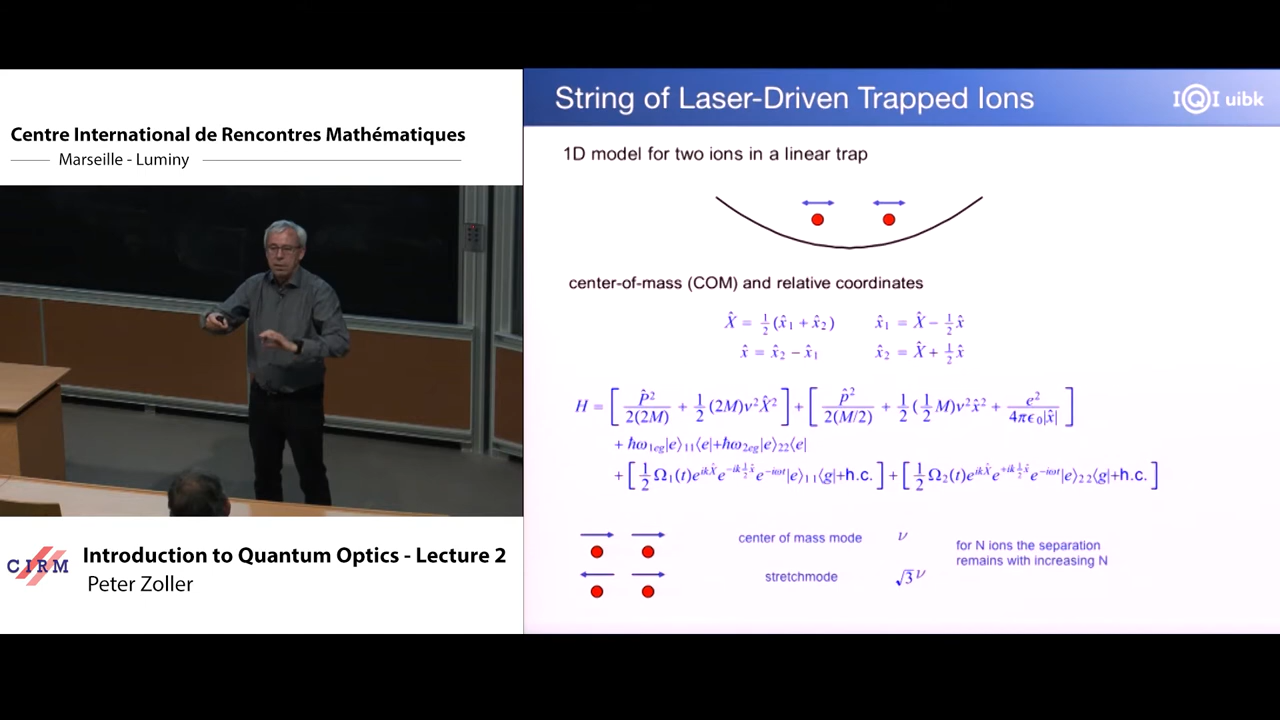 Centre International de Rencontres Mathématiques
Marseille - Luminy
CIRM
Introduction to Quantum Optics - Lecture 2
Peter Zoller
String of Laser-Driven Trapped Ions
IQI uibk
1D model for two ions in a linear trap
center-of-mass (COM) and relative coordinates
X̂ = ½(x̂₁ + x̂₂)   x̂₁ = X̂ − ½x̂
x̂ = x̂₂ − x̂₁   x̂₂ = X̂ + ½x̂
H = [ P̂²/2(2M) + ½(2M)ν²X̂² ] + [ p̂²/2(M/2) + ½(½M)ν²x̂² + e²/4πϵ₀|x̂| ]
+ ħω₁eg|e⟩₁₁⟨e|+ħω₂eg|e⟩₂₂⟨e|
+ [ ½Ω₁(t)e^{ikX̂}e^{−ik½x̂}e^{−iωt}|e⟩₁₁⟨g|+h.c. ] + [ ½Ω₂(t)e^{ikX̂}e^{+ik½x̂}e^{−iωt}|e⟩₂₂⟨g|+h.c. ]
center of mass mode ν
stretchmode √3 ν
for N ions the separation
remains with increasing N